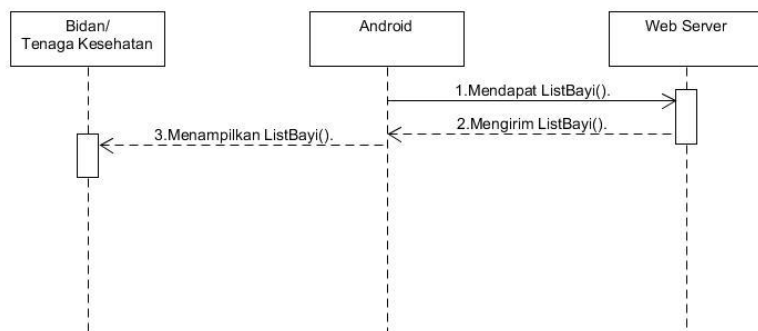 Bidan/
Tenaga Kesehatan
Android
Web Server
1.Mendapat ListBayi().
2.Mengirim ListBayi().
3.Menampilkan ListBayi().